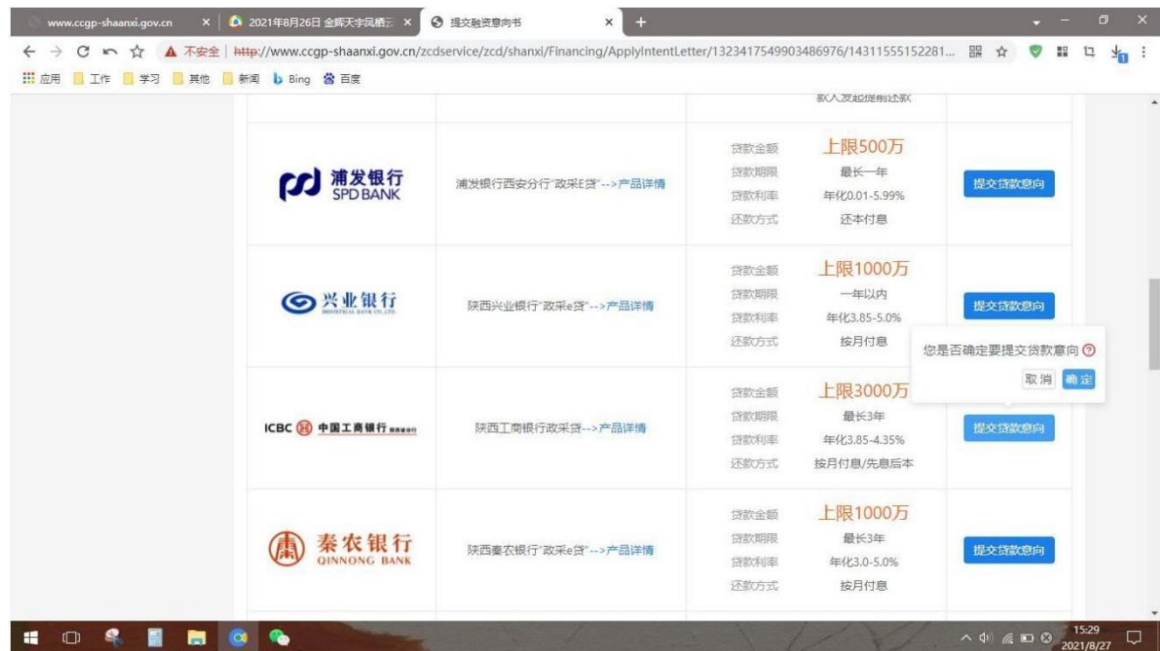 www.ccgp-shaanxi.gov.cn
2021年8月26日 金辉天宇凤栖云
提交融资意向书
不安全 http://www.ccgp-shaanxi.gov.cn/zcdservice/zcd/shanxi/Financing/ApplyIntentLetter/1323417549903486976/14311555152281...
应用 工作 学习 其他 新闻 Bing 百度
款人发起提前还款
浦发银行
SPD BANK
浦发银行西安分行"政采E贷"-->产品详情
贷款金额 上限500万
贷款期限 最长一年
贷款利率 年化0.01-5.99%
还款方式 还本付息
提交贷款意向
兴业银行
INDUSTRIAL BANK CO.,LTD.
陕西兴业银行"政采e贷"-->产品详情
贷款金额 上限1000万
贷款期限 一年以内
贷款利率 年化3.85-5.0%
还款方式 按月付息
提交贷款意向
您是否确定要提交贷款意向
取消 确定
ICBC 中国工商银行
陕西工商银行政采贷-->产品详情
贷款金额 上限3000万
贷款期限 最长3年
贷款利率 年化3.85-4.35%
还款方式 按月付息/先息后本
提交贷款意向
秦农银行
QINNONG BANK
陕西秦农银行"政采e贷"-->产品详情
贷款金额 上限1000万
贷款期限 最长3年
贷款利率 年化3.0-5.0%
还款方式 按月付息
提交贷款意向
15:29
2021/8/27